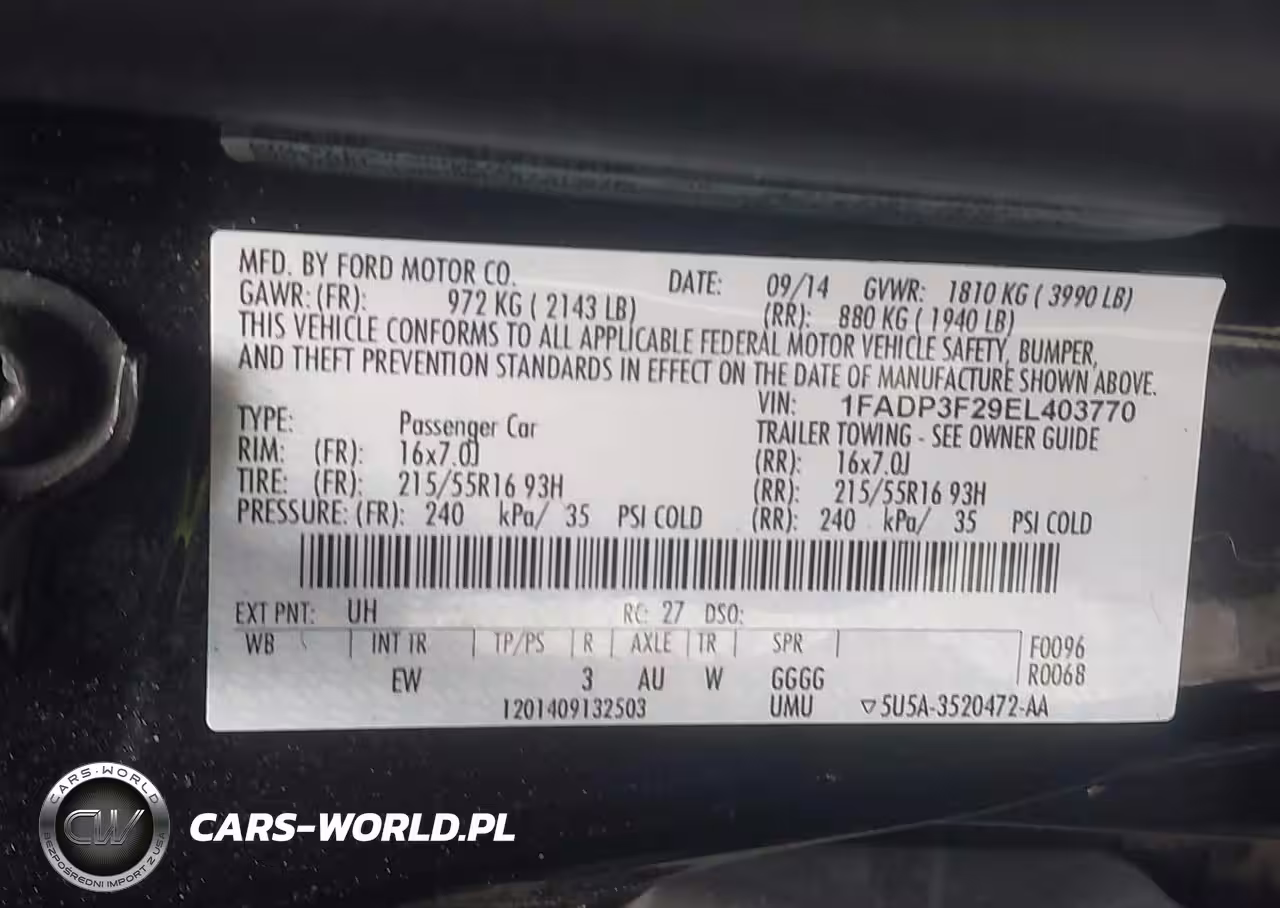 MFD. BY FORD MOTOR CO. DATE: 09/14 GVWR: 1810 KG ( 3990 LB)
GAWR: (FR): 972 KG ( 2143 LB) (RR): 880 KG ( 1940 LB)
THIS VEHICLE CONFORMS TO ALL APPLICABLE FEDERAL MOTOR VEHICLE SAFETY, BUMPER,
AND THEFT PREVENTION STANDARDS IN EFFECT ON THE DATE OF MANUFACTURE SHOWN ABOVE.
VIN: 1FADP3F29EL403770
TYPE: Passenger Car TRAILER TOWING - SEE OWNER GUIDE
RIM: (FR): 16x7.0J (RR): 16x7.0J
TIRE: (FR): 215/55R16 93H (RR): 215/55R16 93H
PRESSURE: (FR): 240 kPa/ 35 PSI COLD (RR): 240 kPa/ 35 PSI COLD
EXT PNT: UH RC: 27 DSO:
WB INT TR TP/PS R AXLE TR SPR F0096
EW 3 AU W GGGG R0068
1201409132503 UMU ▽5U5A-3520472-AA
CARS-WORLD
CW
BEZPOŚREDNI IMPORT Z USA
CARS-WORLD.PL